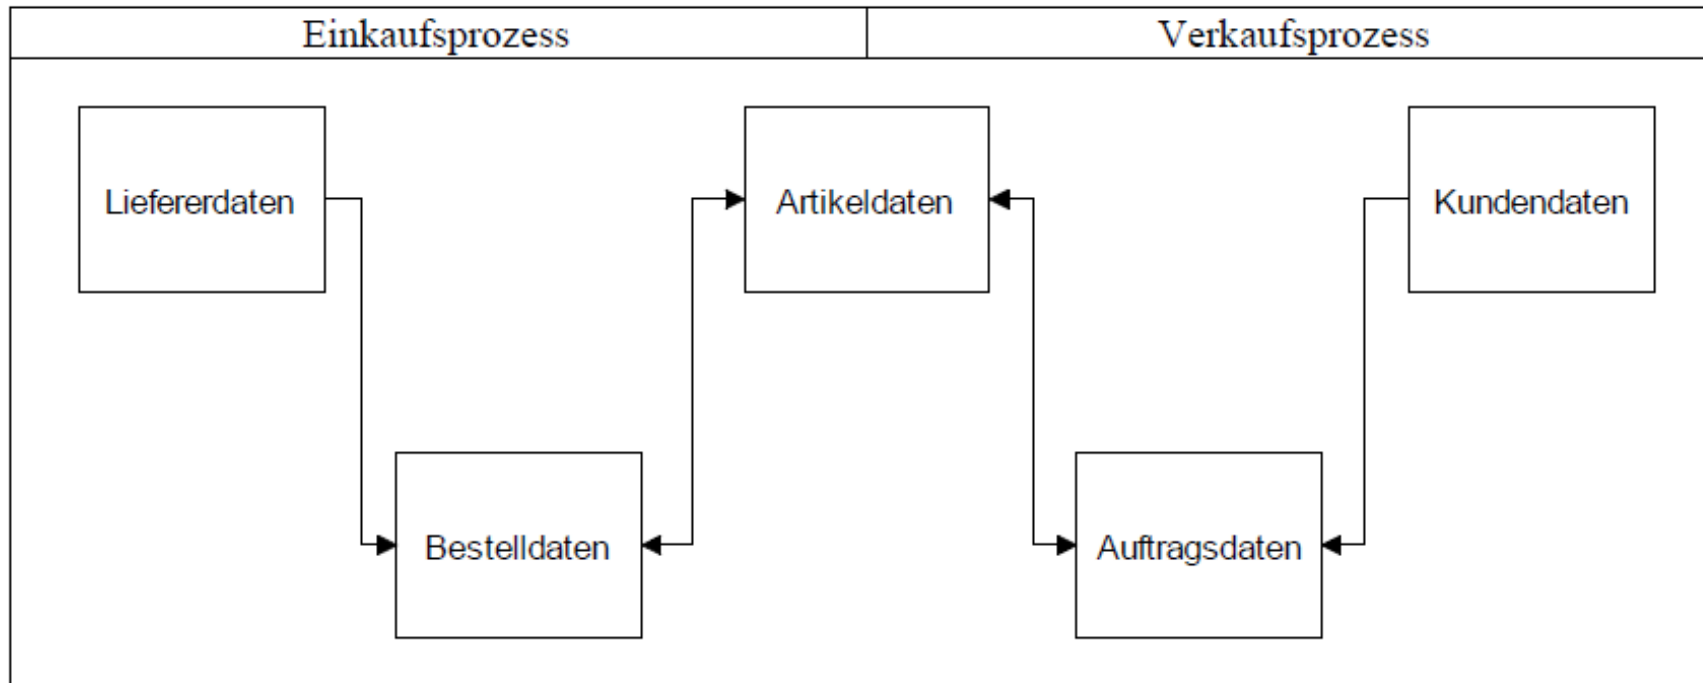 Einkaufsprozess
Verkaufsprozess
Liefererdaten
Artikeldaten
Kundendaten
Bestelldaten
Auftragsdaten